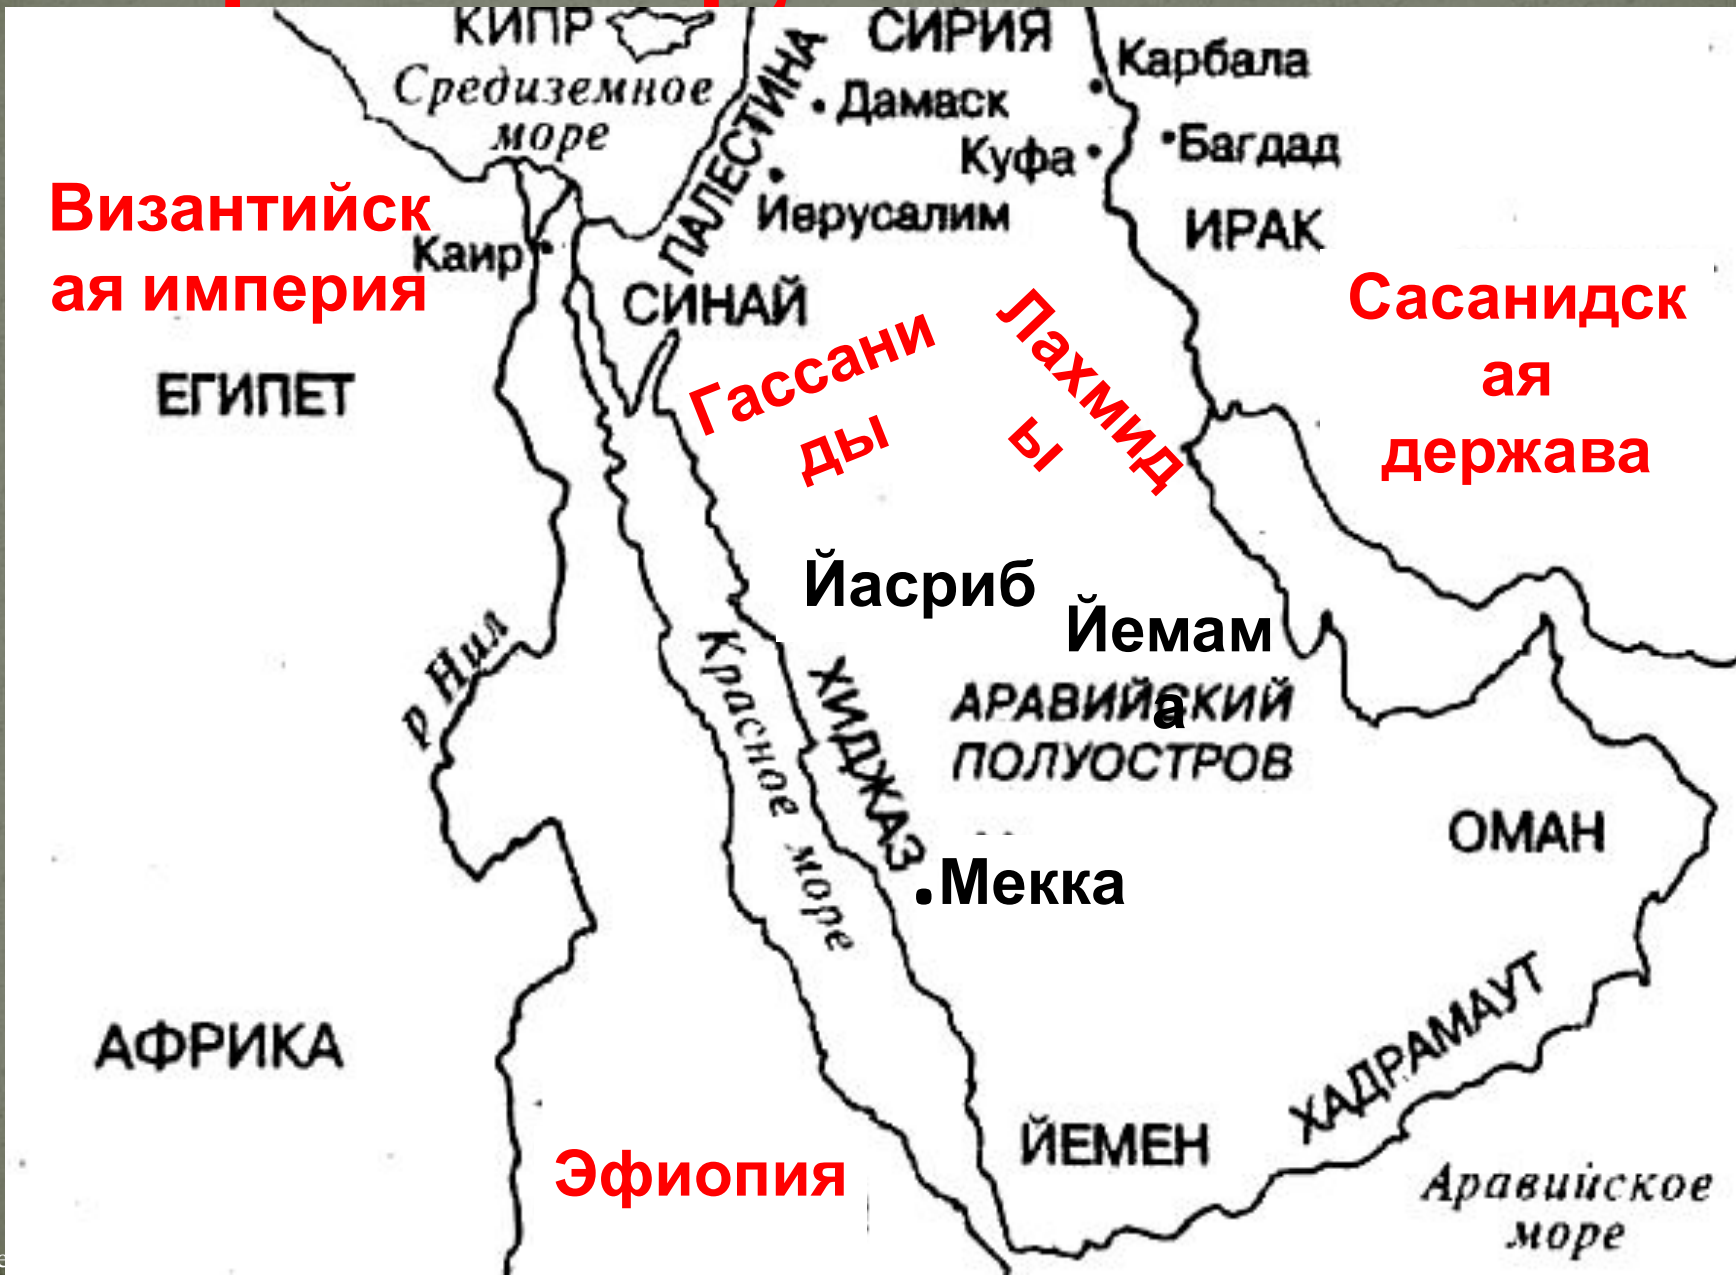 КИПР
СИРИЯ
Карбала
Средиземное
море
ПАЛЕСТИНА
Дамаск
Куфа
Багдад
Византийск
ая империя
Иерусалим
ИРАК
Каир
СИНАЙ
Сасанидск
ая
держава
Гассани
ды
Лахмид
ы
ЕГИПЕТ
Йасриб
Йемам
а
р Нил
Красное море
ХИДЖАЗ
АРАВИЙСКИЙ
ПОЛУОСТРОВ
ОМАН
Мекка
АФРИКА
ХАДРАМАУТ
ЙЕМЕН
Эфиопия
Аравийское
море